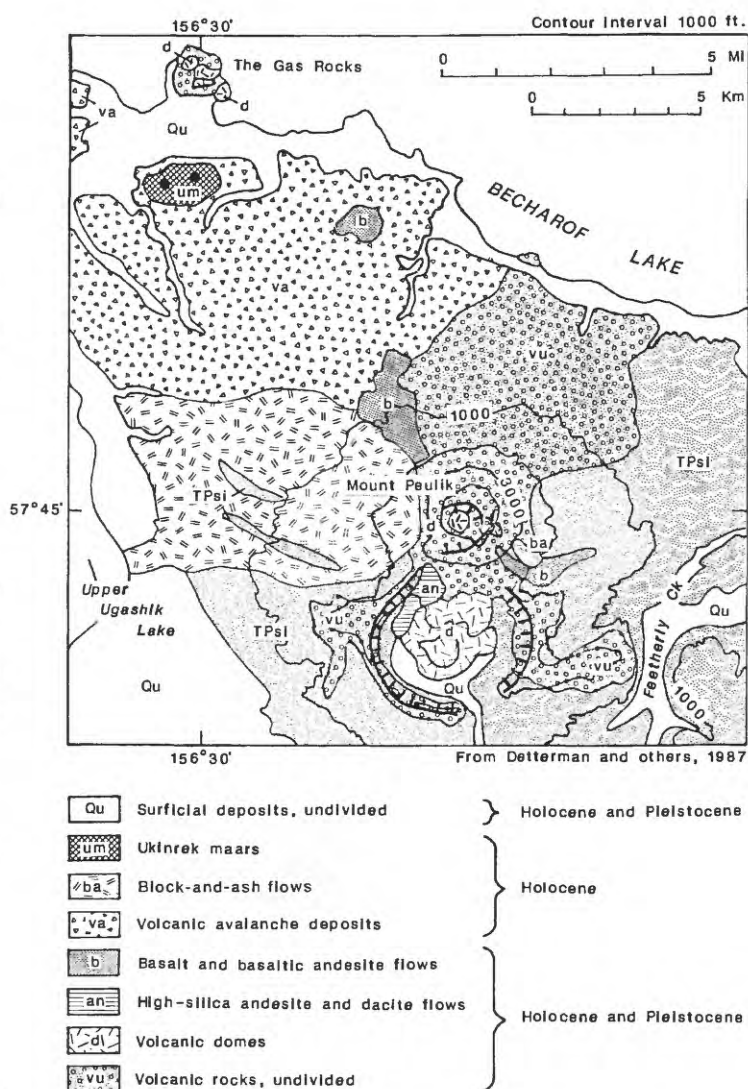 156°30'
Contour Interval 1000 ft.
d
The Gas Rocks
0 5 Mi
d
0 5 Km
va
Qu
um
b
BECHAROF
LAKE
va
vu
b
1000
TPsi
TPsi
Mount Peulik
3000
57°45'
d
ba
b
an
Upper
Ugashik
Lake
TPsi
vu
d
Feetherly Ck
Qu
vu
Qu
Qu
1000
156°30'
From Detterman and others, 1987
Qu Surficial deposits, undivided Holocene and Pleistocene
um Ukinrek maars
ba Block-and-ash flows Holocene
va Volcanic avalanche deposits
b Basalt and basaltic andesite flows
an High-silica andesite and dacite flows Holocene and Pleistocene
d Volcanic domes
vu Volcanic rocks, undivided